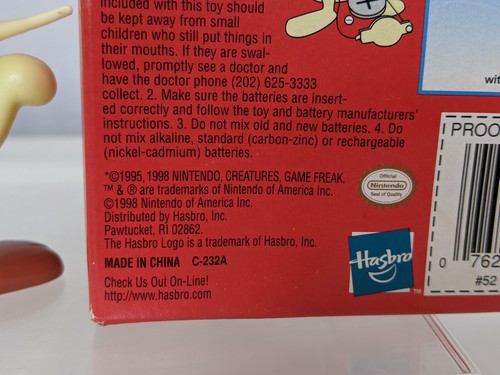 included with this toy should
be kept away from small
children who still put things in
their mouths. If they are swal-
lowed, promptly see a doctor and
have the doctor phone (202) 625-3333
collect. 2. Make sure the batteries are insert-
ed correctly and follow the toy and battery manufacturers'
instructions. 3. Do not mix old and new batteries. 4. Do
not mix alkaline, standard (carbon-zinc) or rechargeable
(nickel-cadmium) batteries.
*©1995, 1998 NINTENDO, CREATURES, GAME FREAK.
TM & ® are trademarks of Nintendo of America Inc.
©1998 Nintendo of America Inc.
Distributed by Hasbro, Inc.
Pawtucket, RI 02862.
The Hasbro Logo is a trademark of Hasbro, Inc.
MADE IN CHINA C-232A
Check Us Out On-Line!
http://www.hasbro.com
Official
Nintendo
Seal of Quality
Hasbro
TM
wit
PROO
0 762
#52